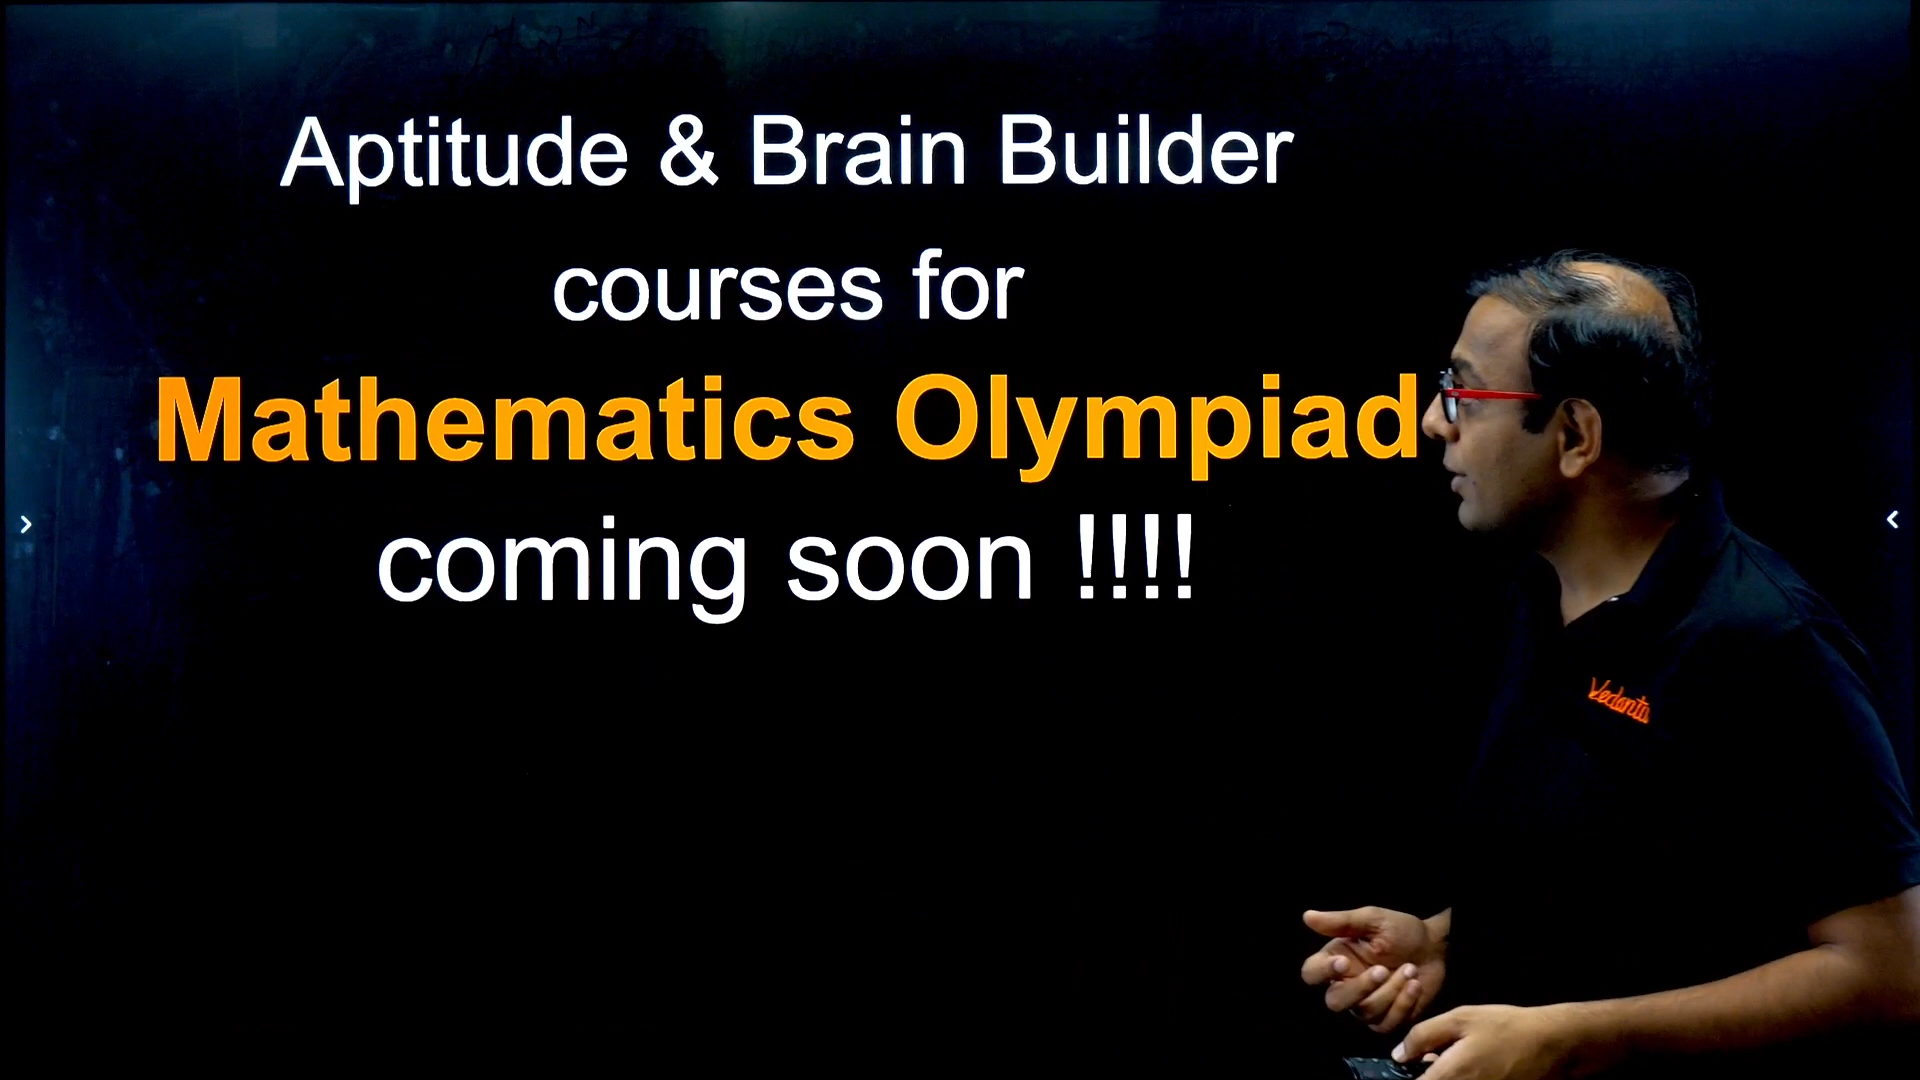 Aptitude & Brain Builder
courses for
Mathematics Olympiad
coming soon !!!!
Vedantu